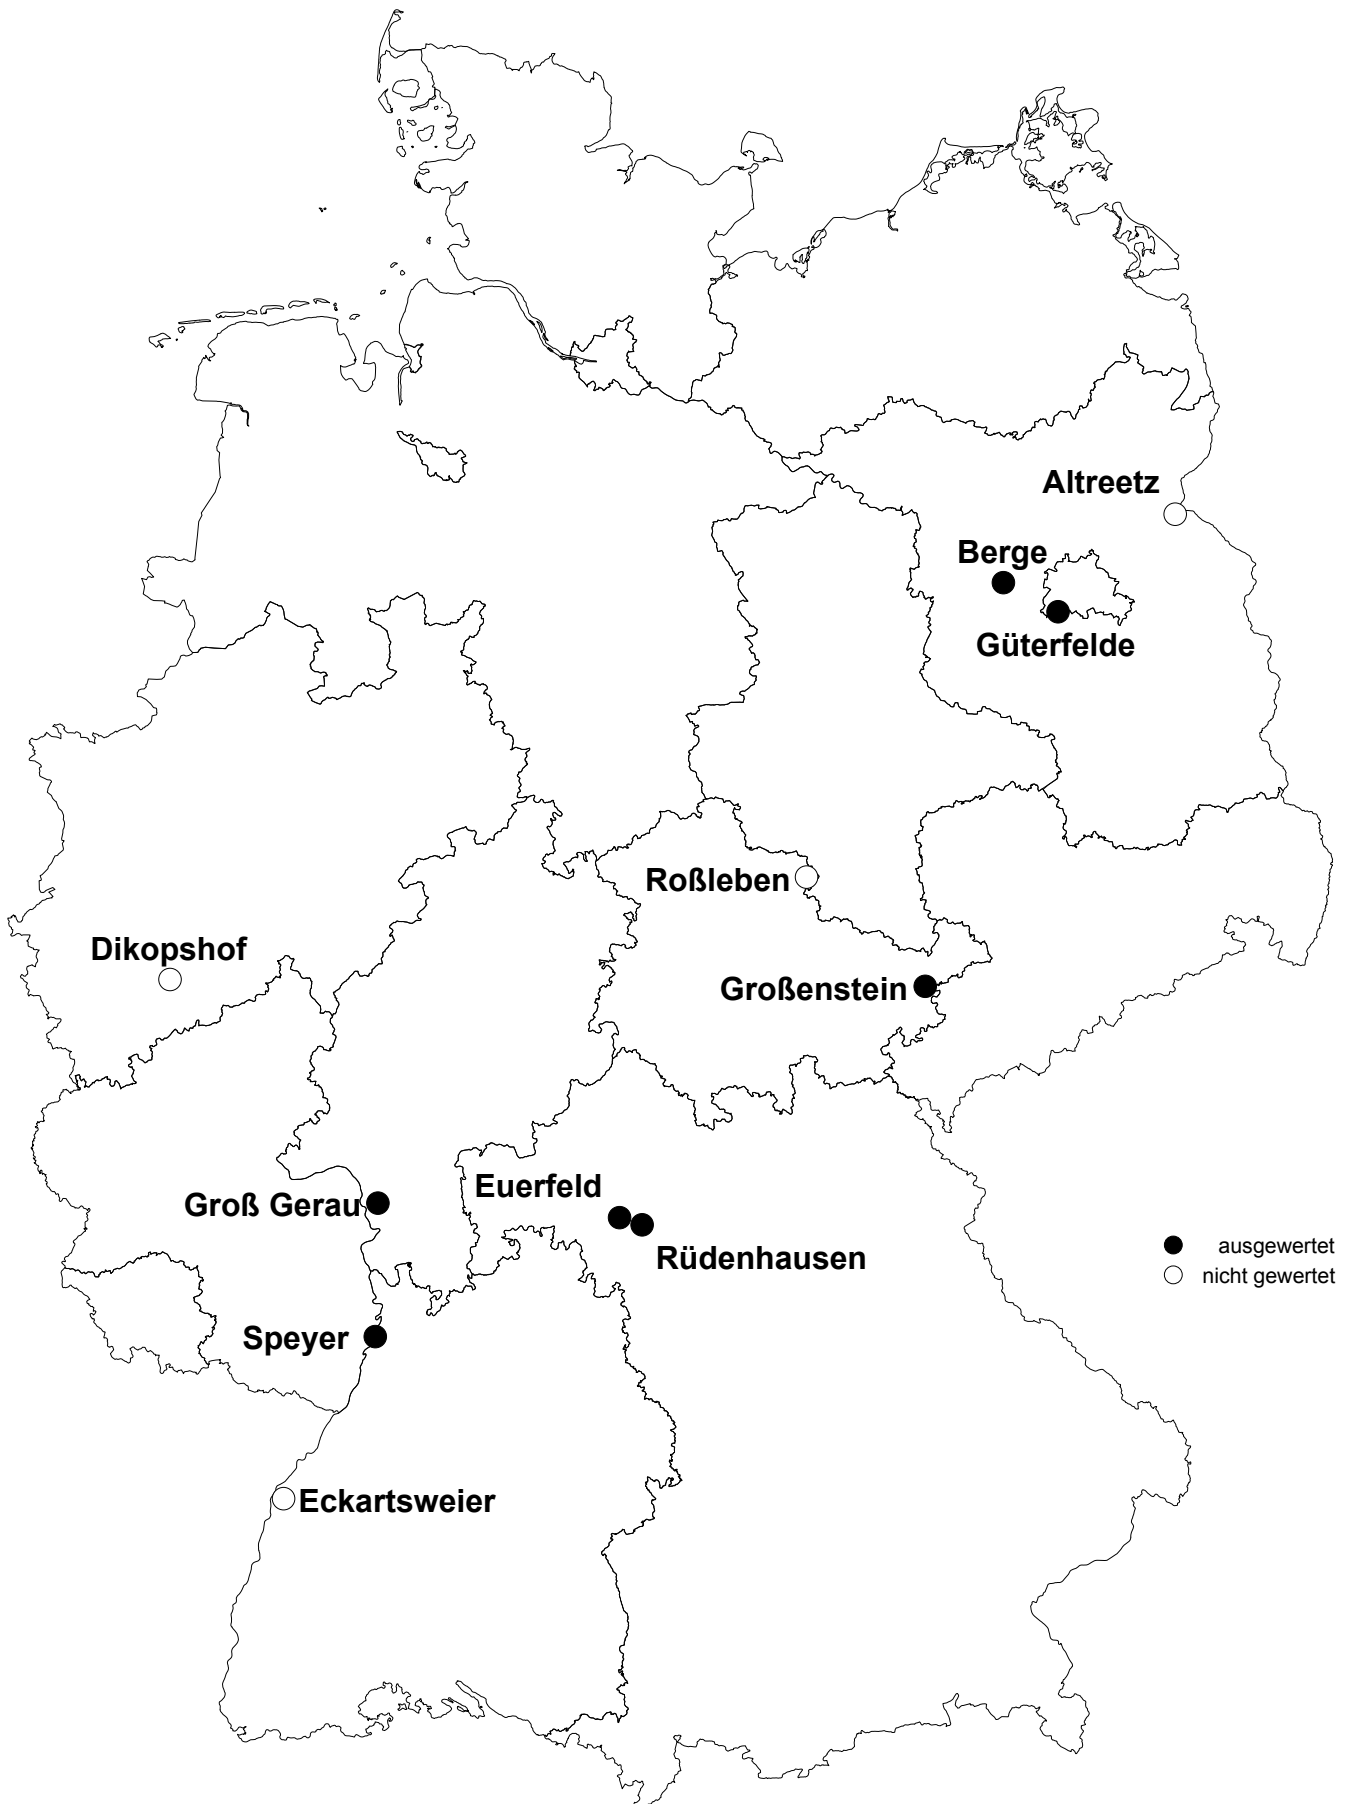 Altreetz
Berge
Güterfelde
Roßleben
Dikopshof
Großenstein
Euerfeld
Groß Gerau
Rüdenhausen
ausgewertet
nicht gewertet
Speyer
Eckartsweier